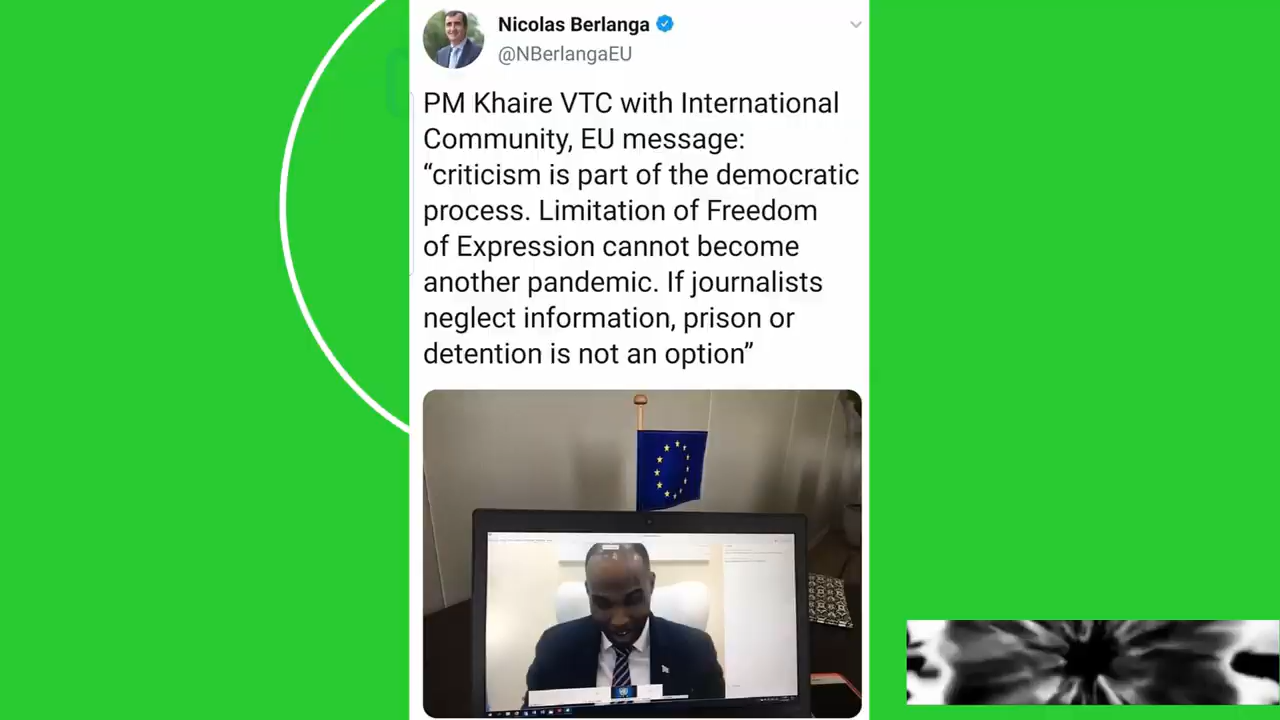 Nicolas Berlanga
@NBerlangaEU
PM Khaire VTC with International
Community, EU message:
“criticism is part of the democratic
process. Limitation of Freedom
of Expression cannot become
another pandemic. If journalists
neglect information, prison or
detention is not an option”